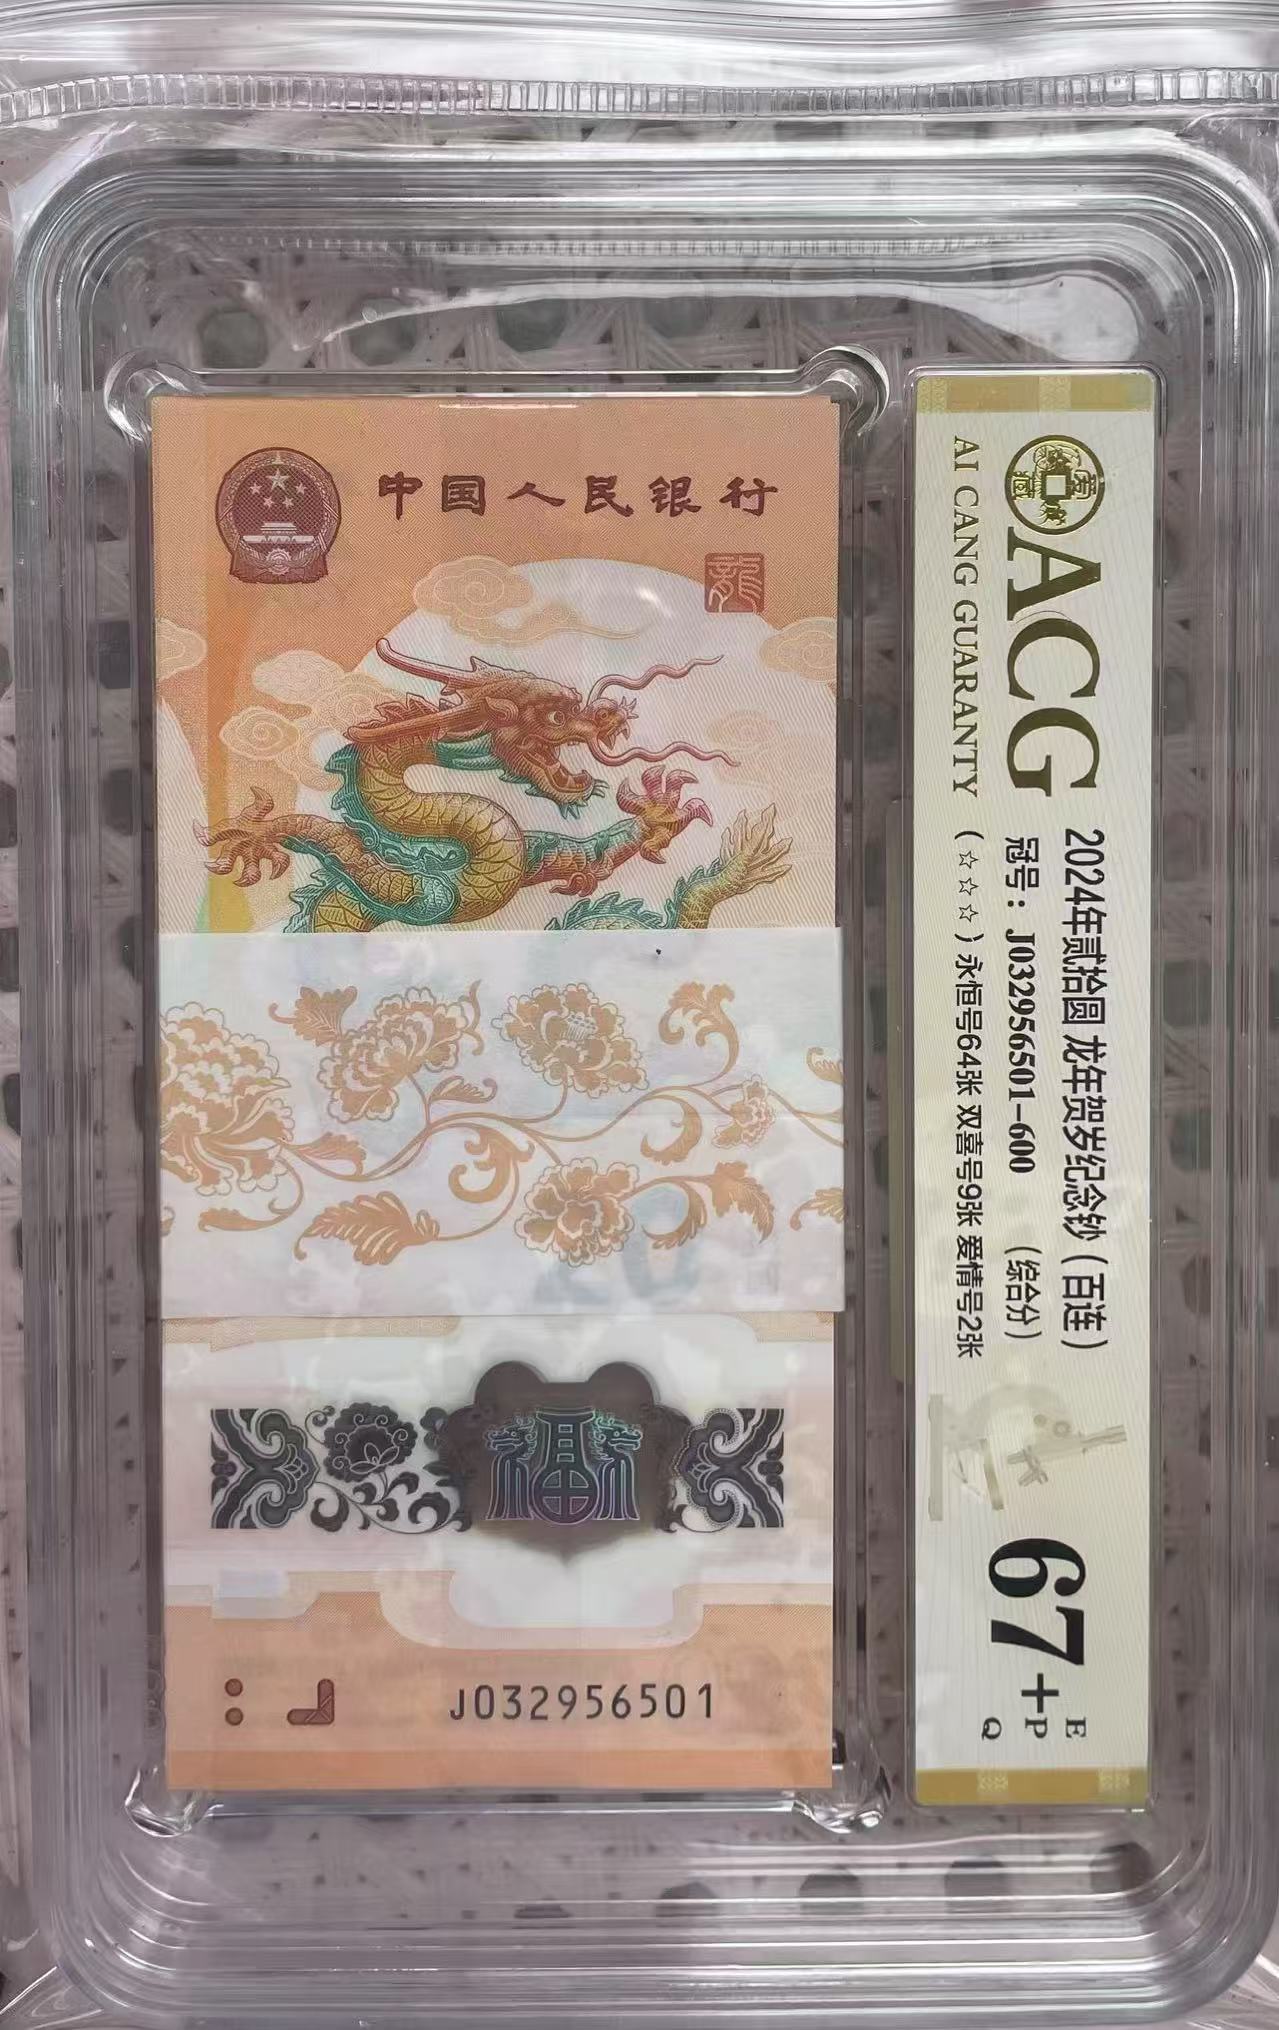 中国人民银行
龍
福
J032956501
ACG
AI CANG GUARANTY
2024年贰拾圆 龙年贺岁纪念钞（百连）
冠号：J032956501-600 （综合分）
（☆☆☆）永恒号64张 双喜号9张 爱情号2张
67+
E
P
Q